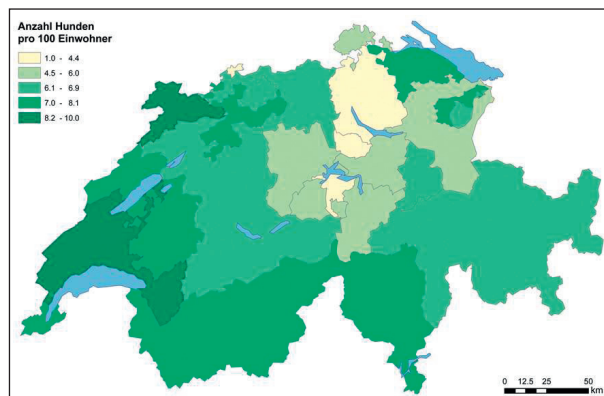 Anzahl Hunden
pro 100 Einwohner
1.0 - 4.4
4.5 - 6.0
6.1 - 6.9
7.0 - 8.1
8.2 - 10.0
0 12.5 25 50
km